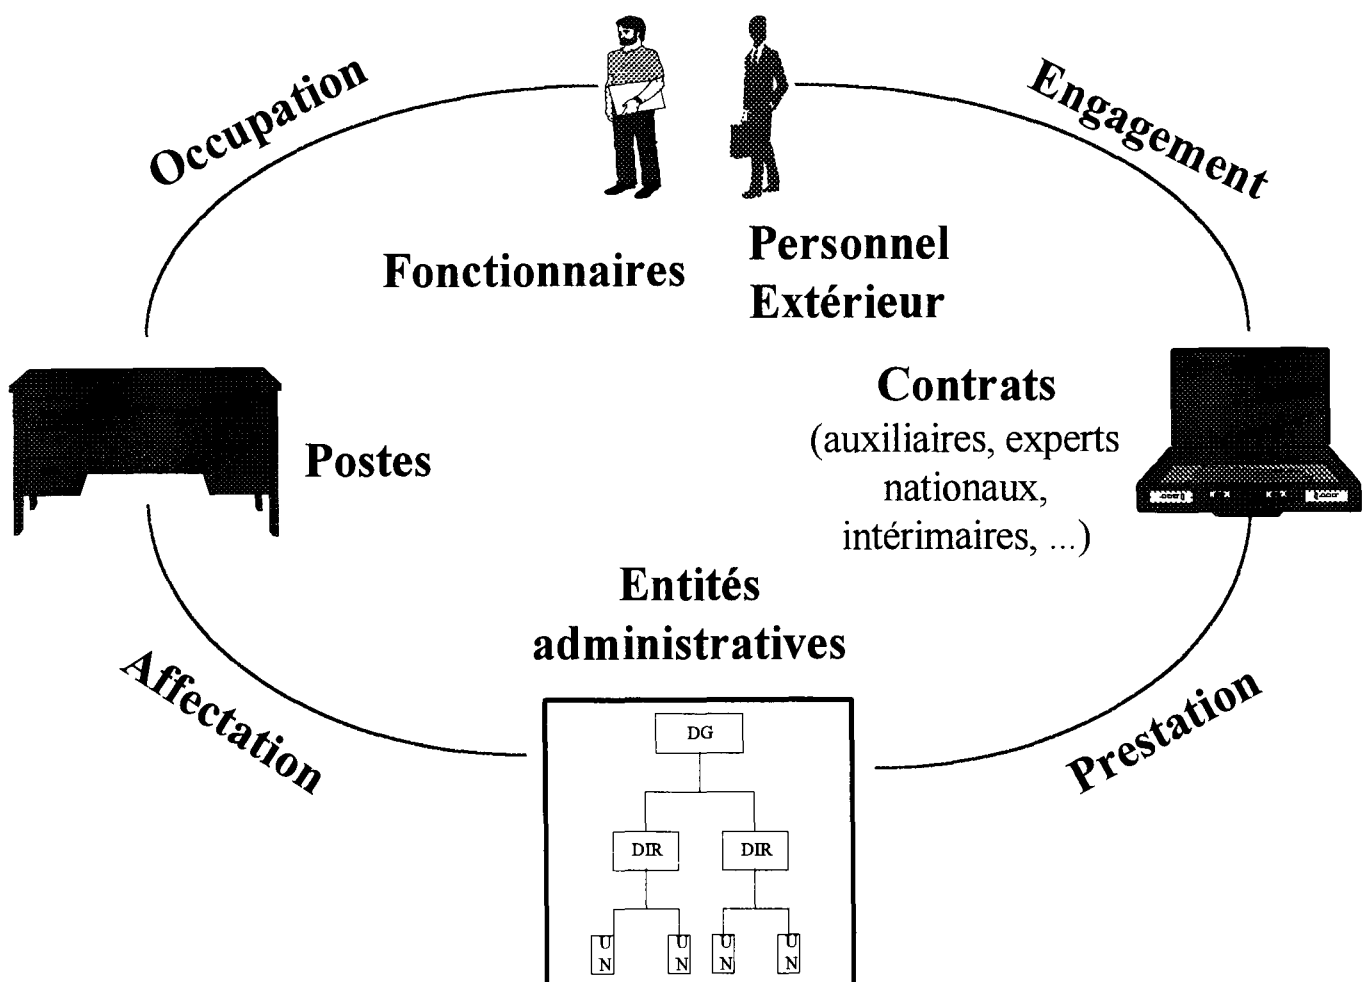 Occupation
Engagement
Fonctionnaires
Personnel
Extérieur
Postes
Contrats
(auxiliaires, experts
nationaux,
intérimaires, ...)
Entités
administratives
Affectation
Prestation
DG
DIR
DIR
U
N
U
N
U
N
U
N